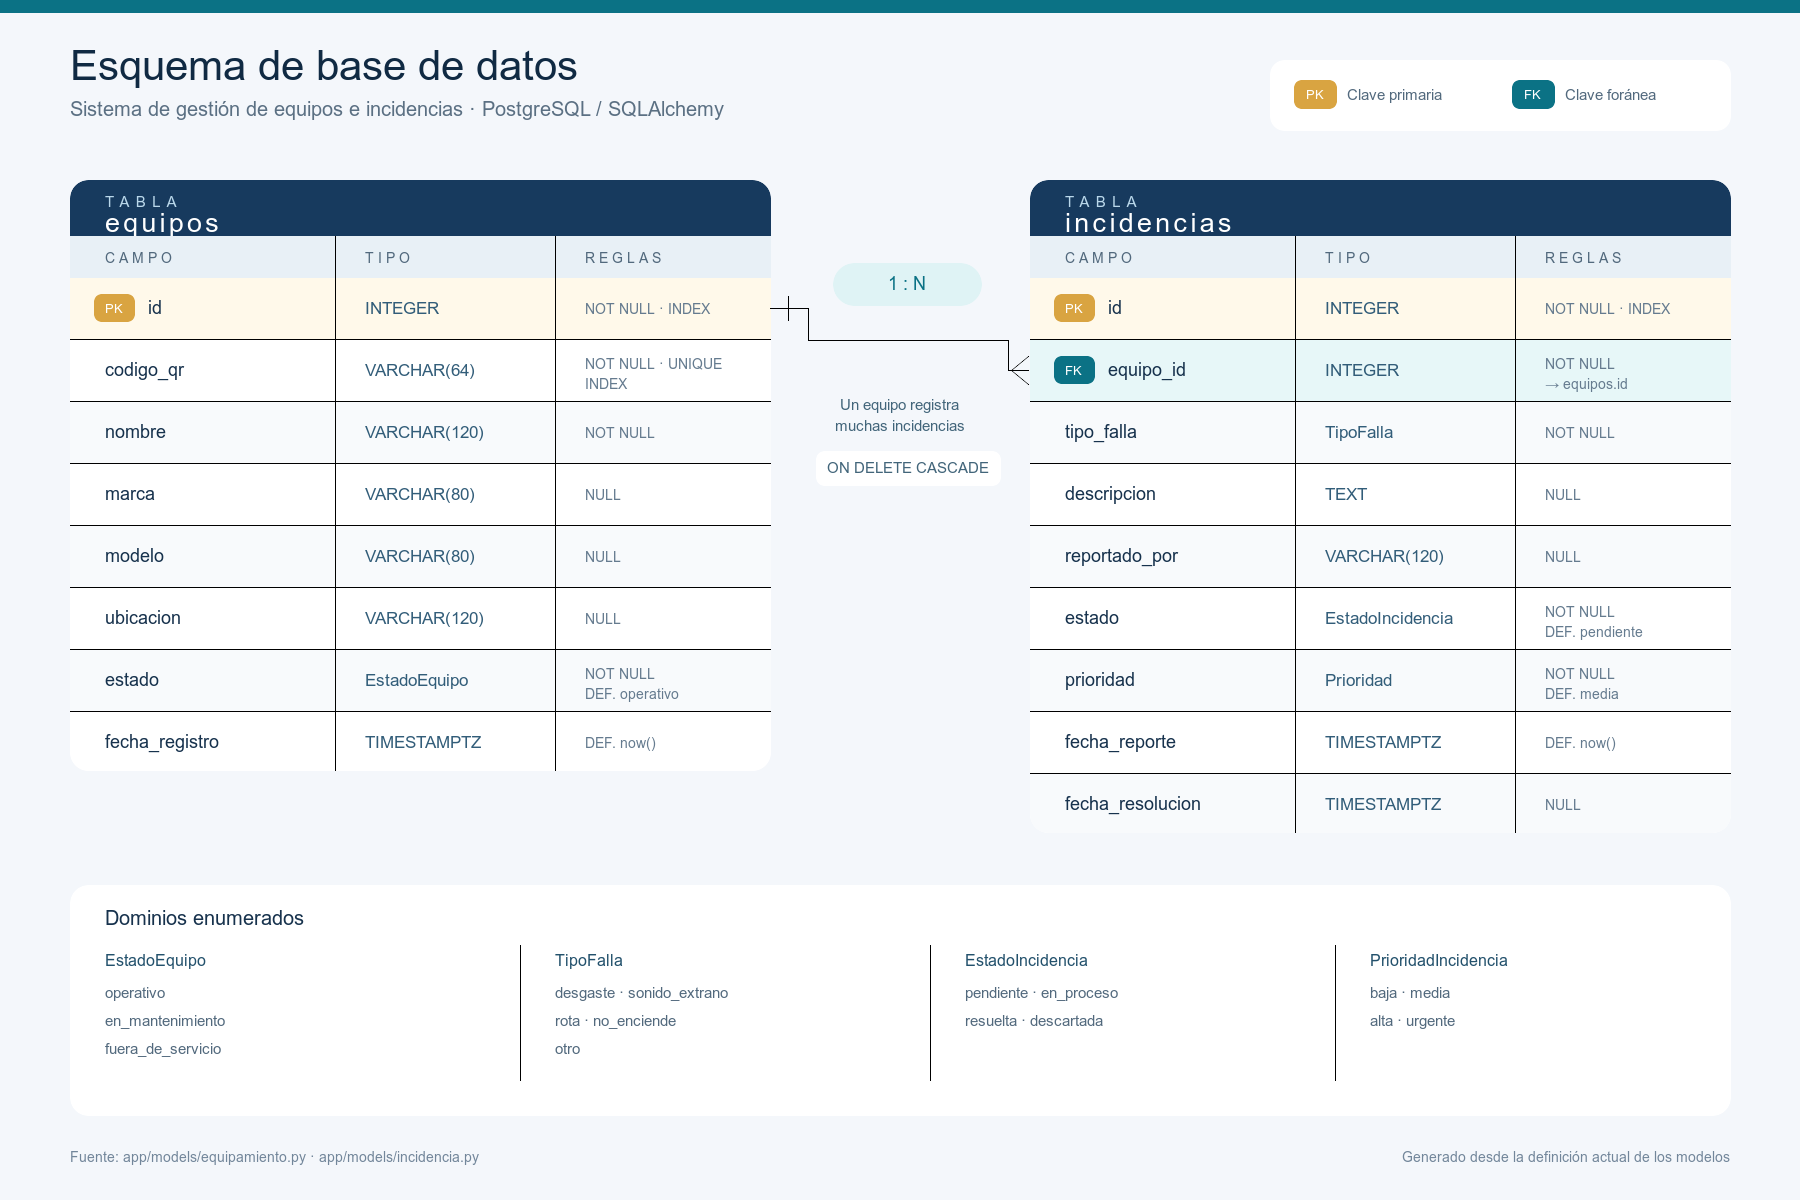 Esquema de base de datos
Sistema de gestión de equipos e incidencias · PostgreSQL / SQLAlchemy
PK Clave primaria FK Clave foránea
TABLA
equipos
CAMPO TIPO REGLAS
PK id INTEGER NOT NULL · INDEX
codigo_qr VARCHAR(64) NOT NULL · UNIQUE
INDEX
nombre VARCHAR(120) NOT NULL
marca VARCHAR(80) NULL
modelo VARCHAR(80) NULL
ubicacion VARCHAR(120) NULL
estado EstadoEquipo NOT NULL
DEF. operativo
fecha_registro TIMESTAMPTZ DEF. now()
1 : N
Un equipo registra
muchas incidencias
ON DELETE CASCADE
TABLA
incidencias
CAMPO TIPO REGLAS
PK id INTEGER NOT NULL · INDEX
FK equipo_id INTEGER NOT NULL
→ equipos.id
tipo_falla TipoFalla NOT NULL
descripcion TEXT NULL
reportado_por VARCHAR(120) NULL
estado EstadoIncidencia NOT NULL
DEF. pendiente
prioridad Prioridad NOT NULL
DEF. media
fecha_reporte TIMESTAMPTZ DEF. now()
fecha_resolucion TIMESTAMPTZ NULL
Dominios enumerados
EstadoEquipo
operativo
en_mantenimiento
fuera_de_servicio
TipoFalla
desgaste · sonido_extrano
rota · no_enciende
otro
EstadoIncidencia
pendiente · en_proceso
resuelta · descartada
PrioridadIncidencia
baja · media
alta · urgente
Fuente: app/models/equipamiento.py · app/models/incidencia.py
Generado desde la definición actual de los modelos